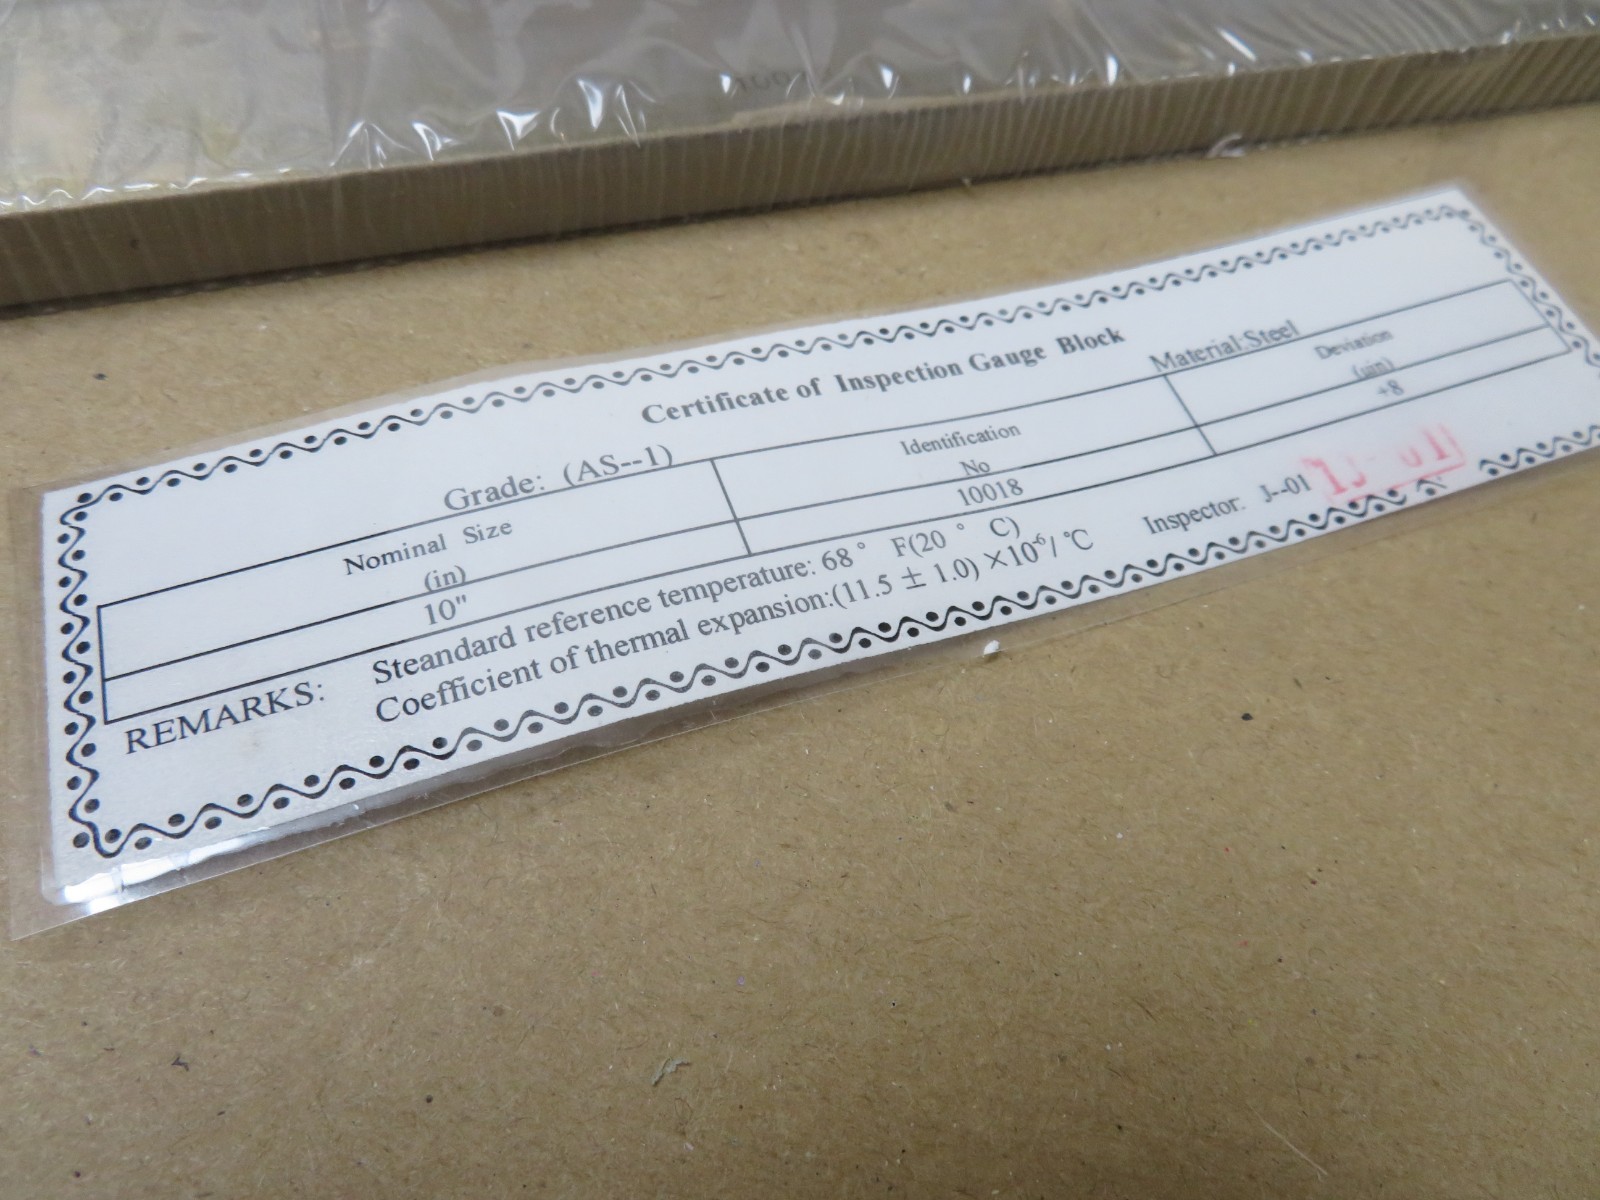 Certificate of Inspection Gauge Block
Grade: (AS--1)
Material:Steel
Nominal Size
(in)
Identification
No
Deviation
(uin)
10"
10018
+8
REMARKS:
Steandard reference temperature: 68° F(20 ° C)
Coefficient of thermal expansion:(11.5 ± 1.0) ×10⁻⁶/ ℃
Inspector: J--01